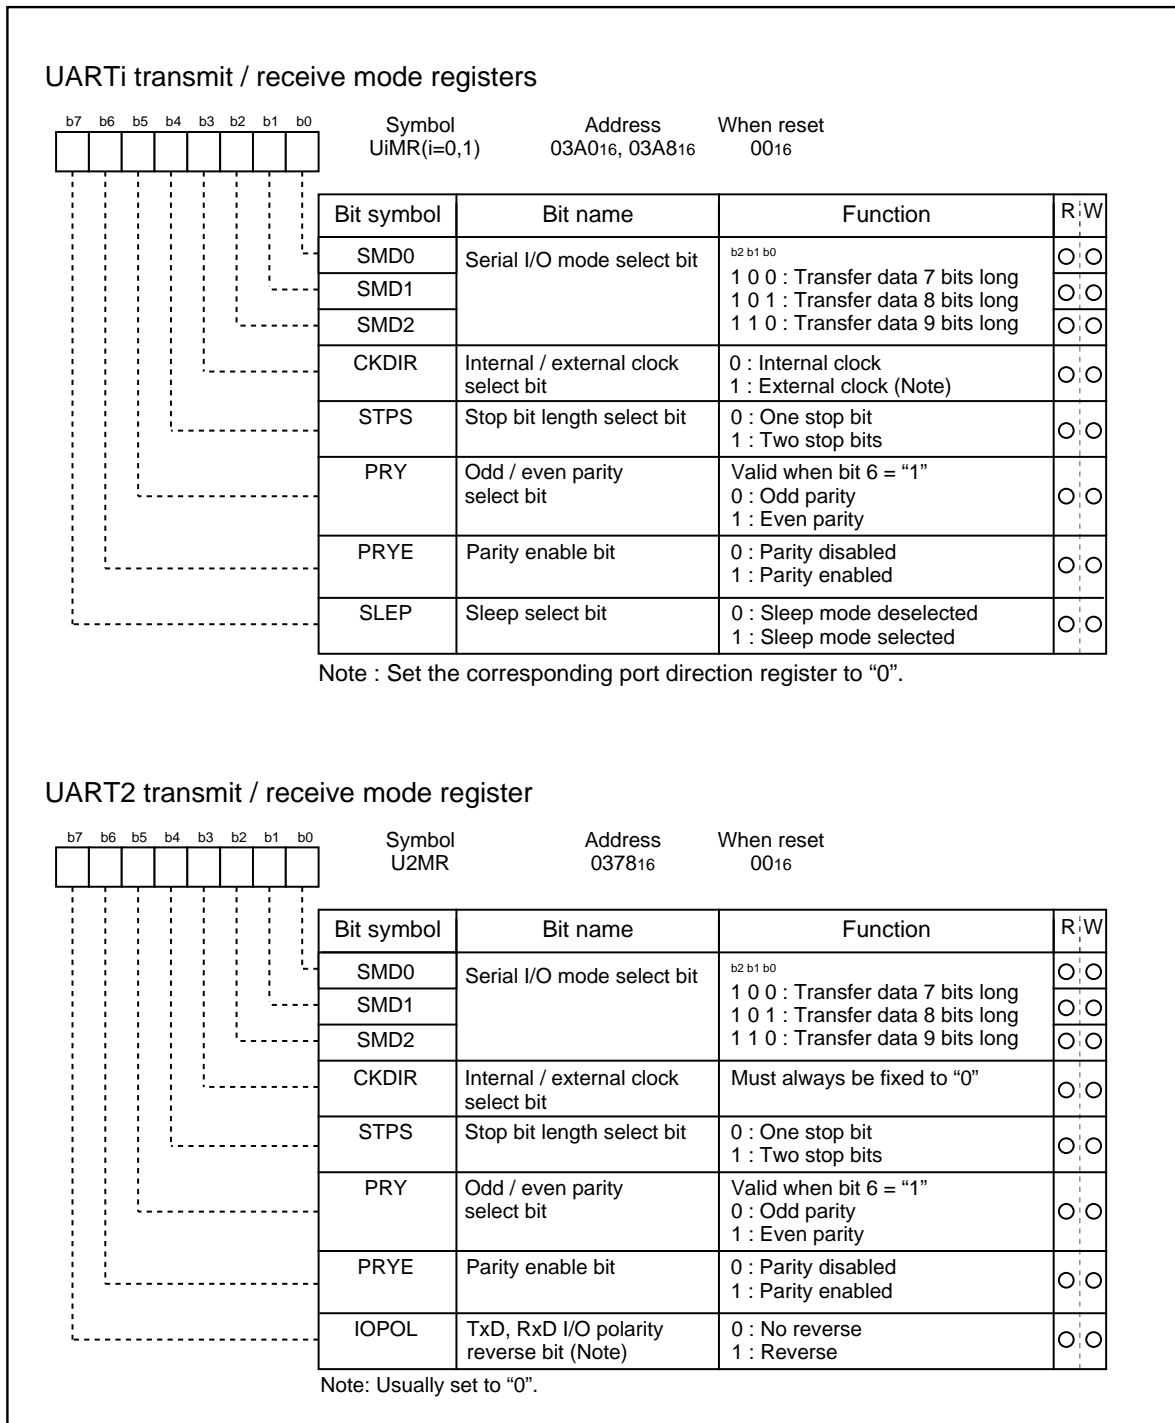 UARTi transmit / receive mode registers
b7 b6 b5 b4 b3 b2 b1 b0
Symbol Address When reset
UiMR(i=0,1) 03A016, 03A816 0016
Bit symbol Bit name Function R W
SMD0 Serial I/O mode select bit b2 b1 b0
1 0 0 : Transfer data 7 bits long
SMD1
1 0 1 : Transfer data 8 bits long
SMD2 1 1 0 : Transfer data 9 bits long
CKDIR Internal / external clock 0 : Internal clock
select bit 1 : External clock (Note)
STPS Stop bit length select bit 0 : One stop bit
1 : Two stop bits
PRY Odd / even parity Valid when bit 6 = “1”
select bit 0 : Odd parity
1 : Even parity
PRYE Parity enable bit 0 : Parity disabled
1 : Parity enabled
SLEP Sleep select bit 0 : Sleep mode deselected
1 : Sleep mode selected
Note : Set the corresponding port direction register to “0”.
UART2 transmit / receive mode register
b7 b6 b5 b4 b3 b2 b1 b0
Symbol Address When reset
U2MR 037816 0016
Bit symbol Bit name Function R W
SMD0 Serial I/O mode select bit b2 b1 b0
1 0 0 : Transfer data 7 bits long
SMD1
1 0 1 : Transfer data 8 bits long
SMD2 1 1 0 : Transfer data 9 bits long
CKDIR Internal / external clock Must always be fixed to “0”
select bit
STPS Stop bit length select bit 0 : One stop bit
1 : Two stop bits
PRY Odd / even parity Valid when bit 6 = “1”
select bit 0 : Odd parity
1 : Even parity
PRYE Parity enable bit 0 : Parity disabled
1 : Parity enabled
IOPOL TxD, RxD I/O polarity 0 : No reverse
reverse bit (Note) 1 : Reverse
Note: Usually set to “0”.